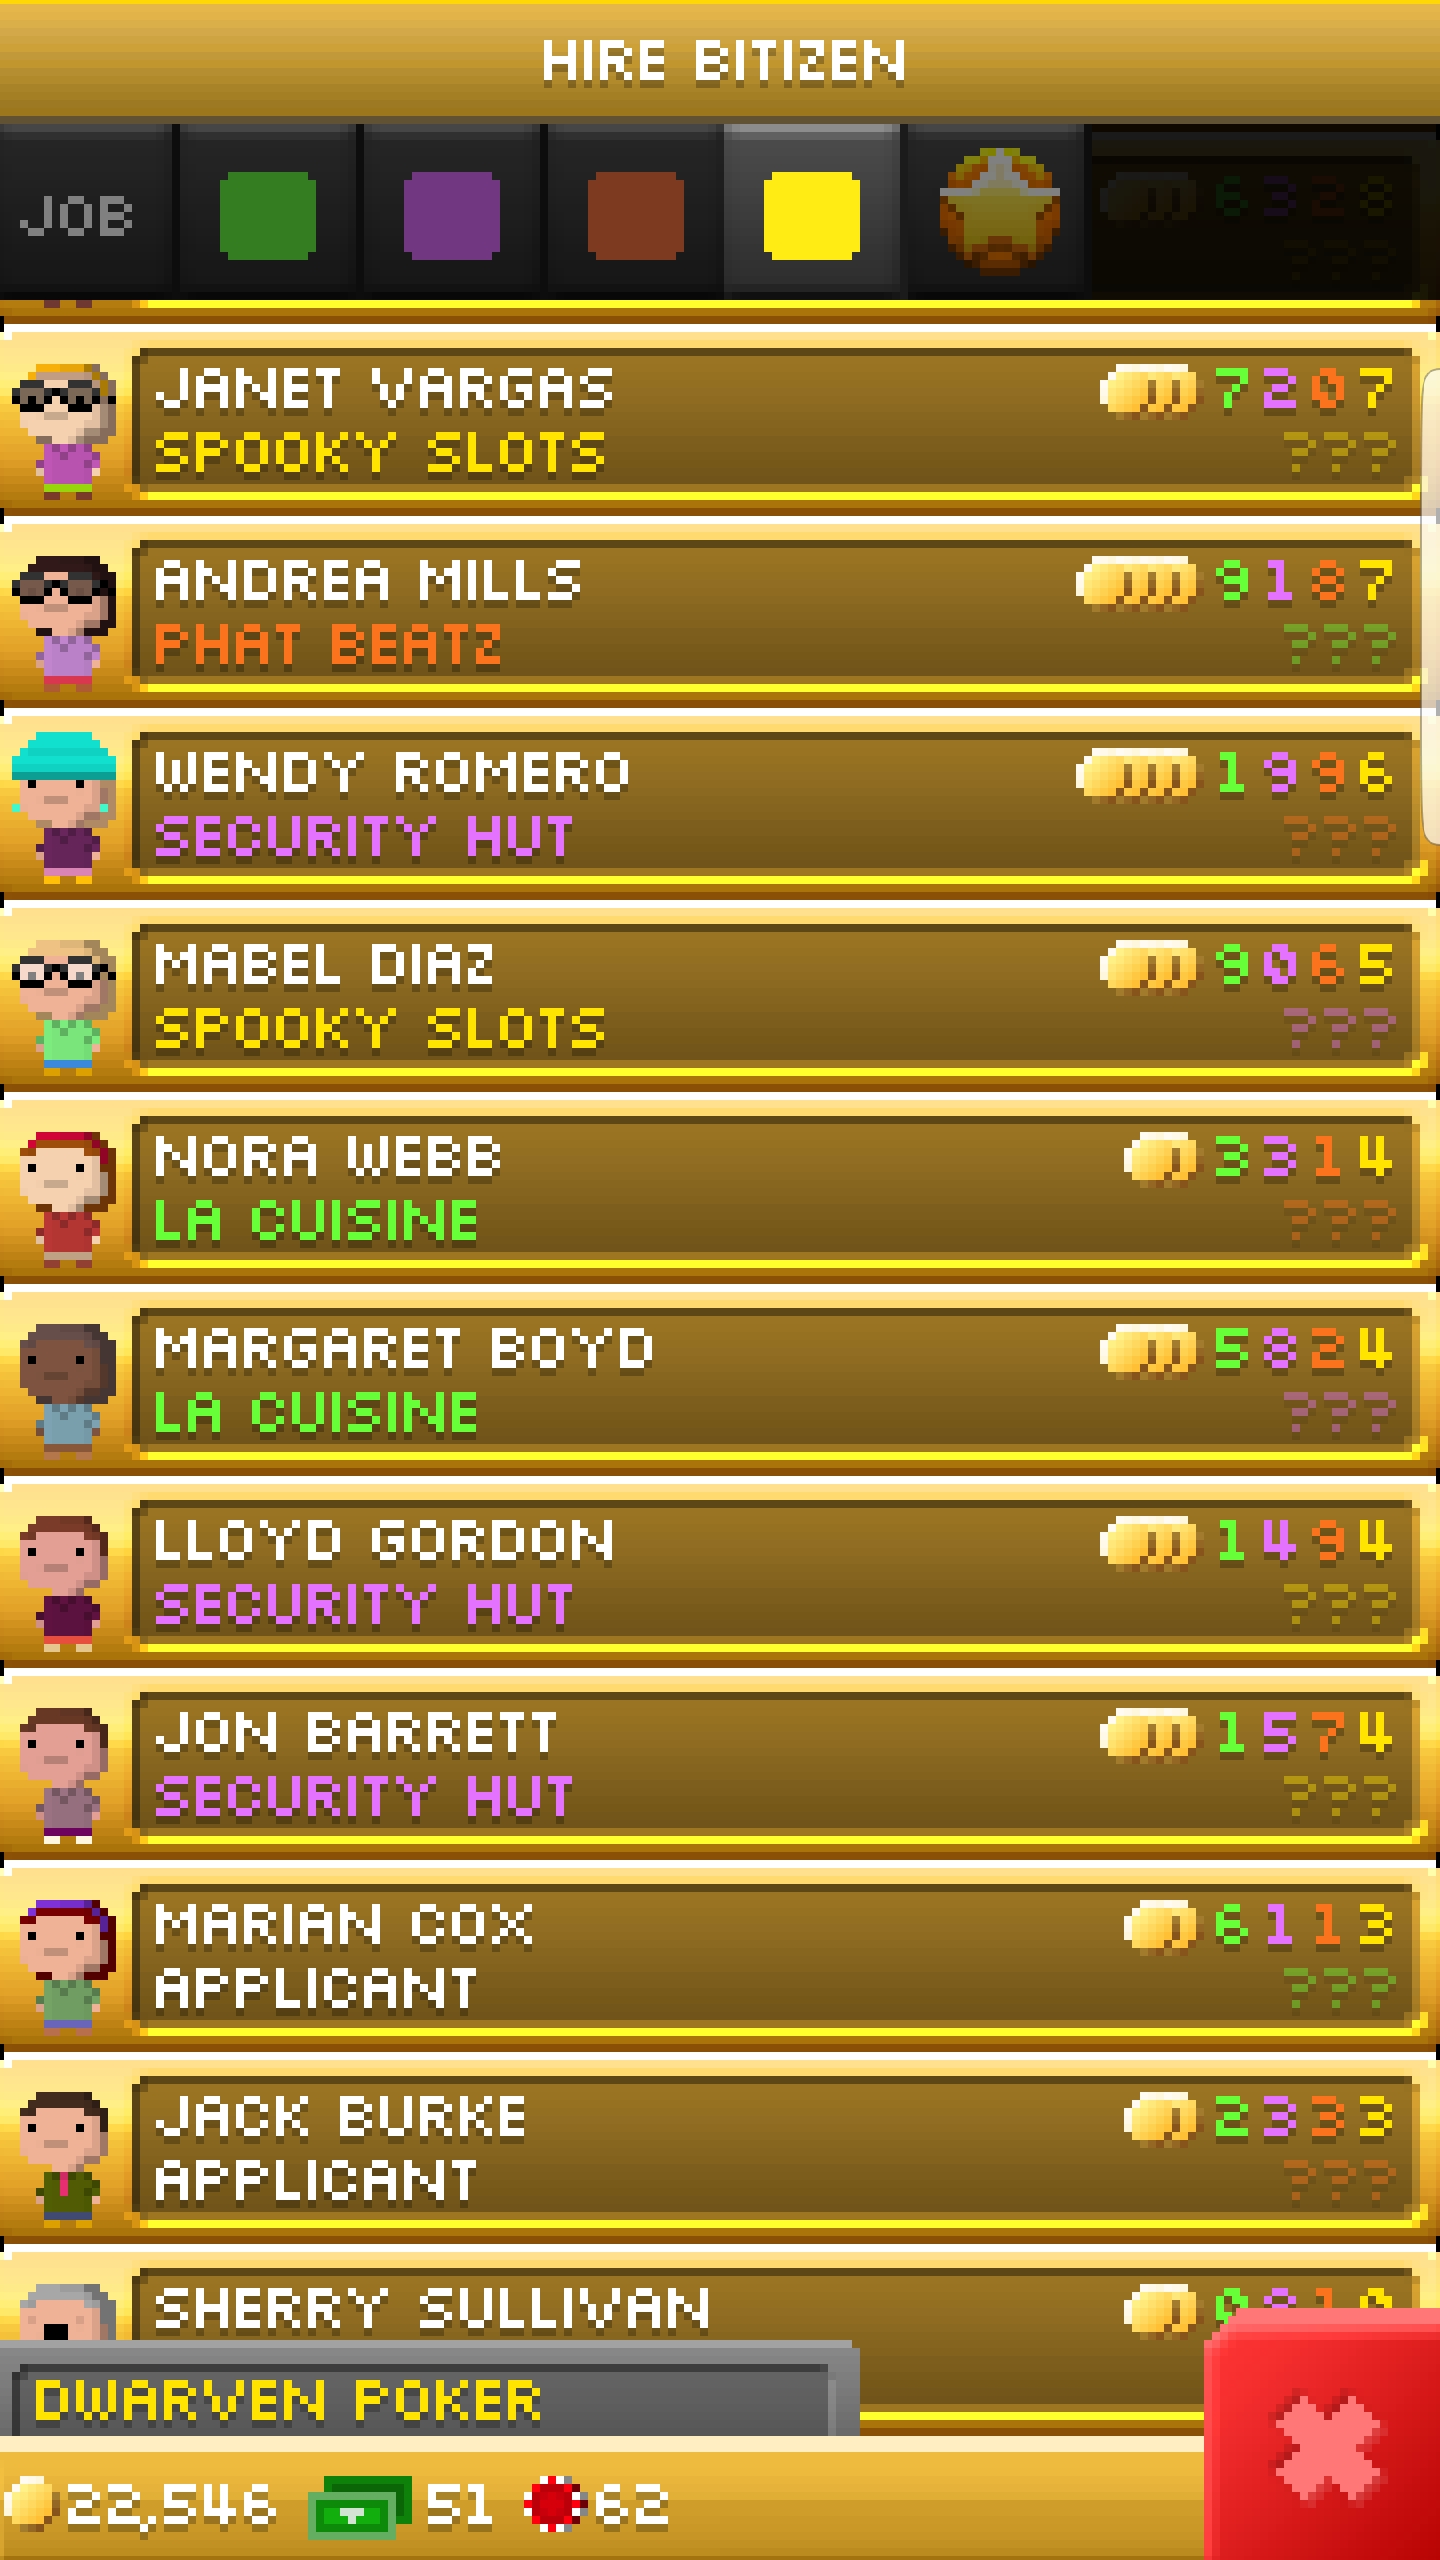 HIRE BITIZEN
JOB
6328
???
JANET VARGAS 7207
SPOOKY SLOTS ???
ANDREA MILLS 9187
PHAT BEATZ ???
WENDY ROMERO 1996
SECURITY HUT ???
MABEL DIAZ 9065
SPOOKY SLOTS ???
NORA WEBB 3314
LA CUISINE ???
MARGARET BOYD 5824
LA CUISINE ???
LLOYD GORDON 1494
SECURITY HUT ???
JON BARRETT 1574
SECURITY HUT ???
MARIAN COX 6113
APPLICANT ???
JACK BURKE 2333
APPLICANT ???
SHERRY SULLIVAN
DWARVEN POKER
22,546 51 62